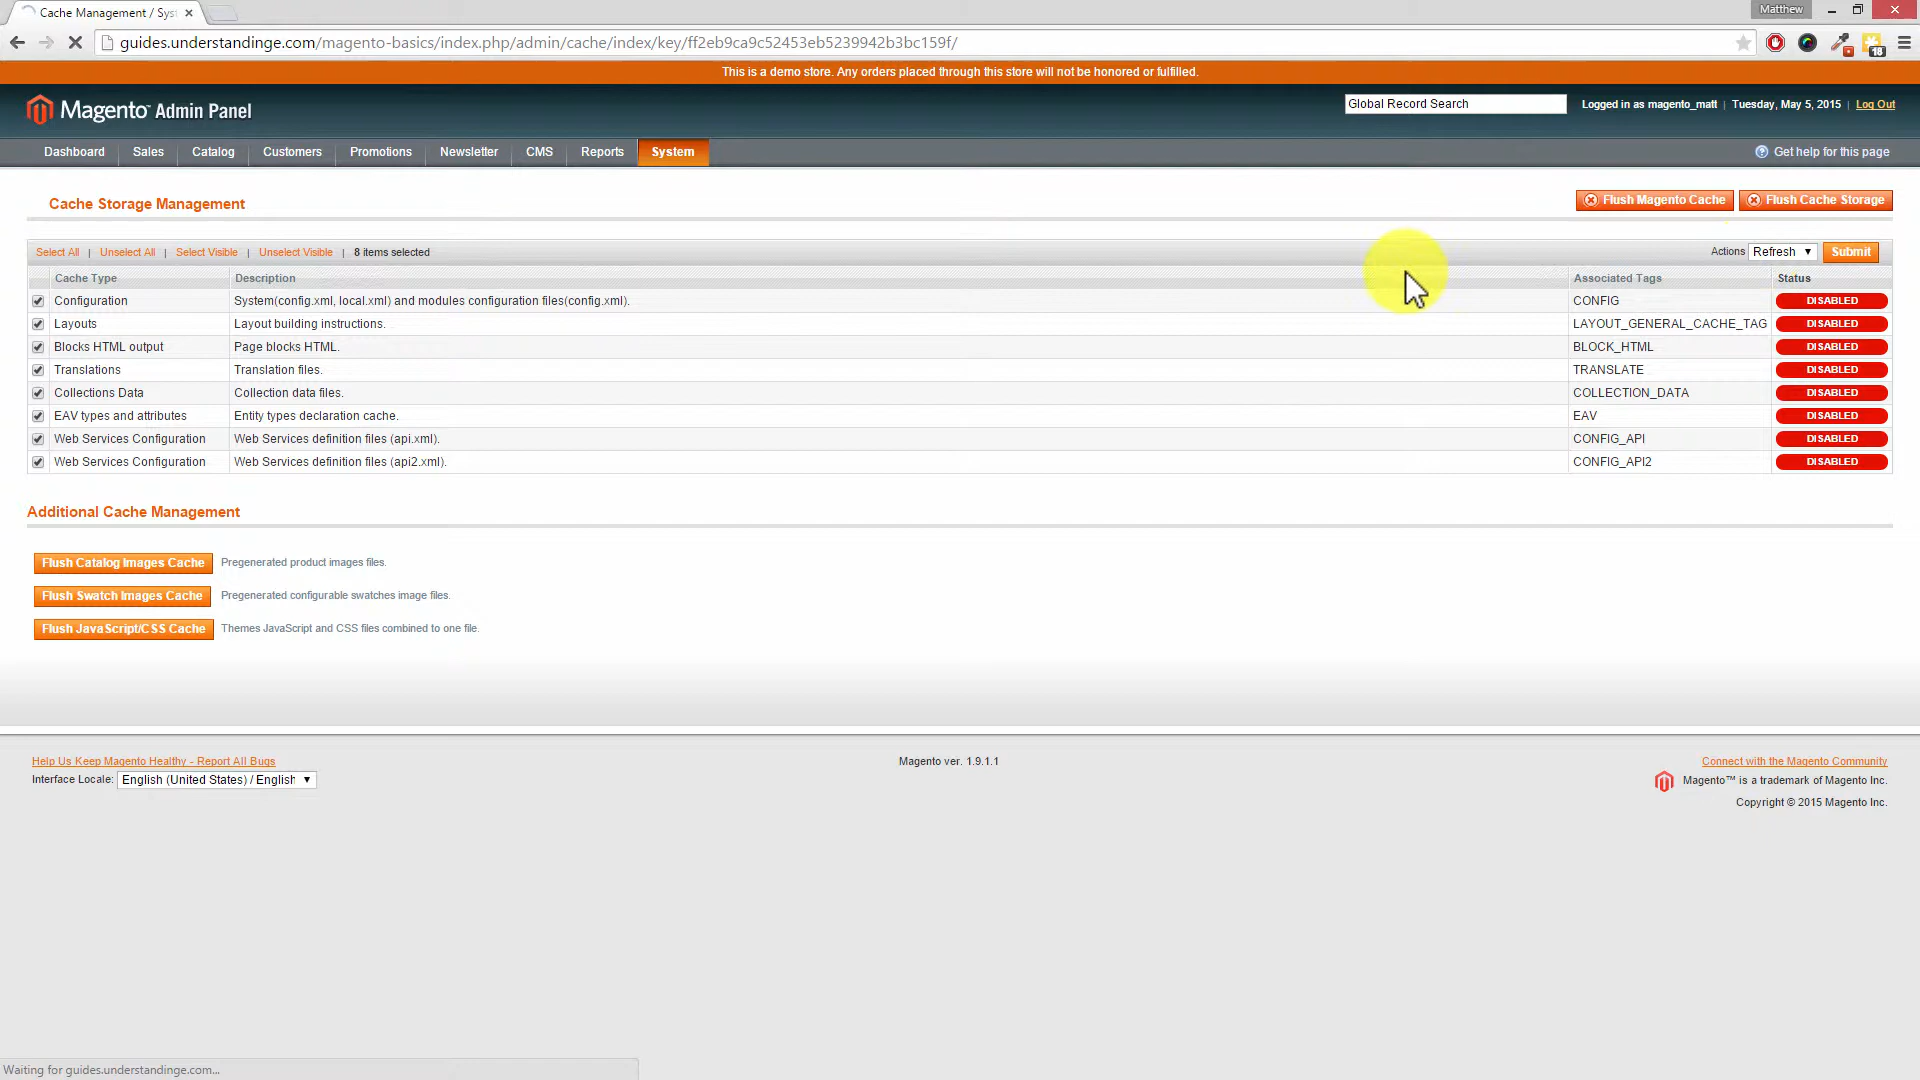 Cache Management / Sys
Matthew
guides.understandinge.com/magento-basics/index.php/admin/cache/index/key/ff2eb9ca9c52453eb5239942b3bc159f/
18
This is a demo store. Any orders placed through this store will not be honored or fulfilled.
Magento™ Admin Panel
Global Record Search
Logged in as magento_matt | Tuesday, May 5, 2015 | Log Out
Dashboard Sales Catalog Customers Promotions Newsletter CMS Reports System
Get help for this page
Cache Storage Management
Flush Magento Cache Flush Cache Storage
Select All | Unselect All | Select Visible | Unselect Visible | 8 items selected
Actions Refresh Submit
Cache Type Description Associated Tags Status
Configuration System(config.xml, local.xml) and modules configuration files(config.xml). CONFIG DISABLED
Layouts Layout building instructions. LAYOUT_GENERAL_CACHE_TAG DISABLED
Blocks HTML output Page blocks HTML. BLOCK_HTML DISABLED
Translations Translation files. TRANSLATE DISABLED
Collections Data Collection data files. COLLECTION_DATA DISABLED
EAV types and attributes Entity types declaration cache. EAV DISABLED
Web Services Configuration Web Services definition files (api.xml). CONFIG_API DISABLED
Web Services Configuration Web Services definition files (api2.xml). CONFIG_API2 DISABLED
Additional Cache Management
Flush Catalog Images Cache Pregenerated product images files.
Flush Swatch Images Cache Pregenerated configurable swatches image files.
Flush JavaScript/CSS Cache Themes JavaScript and CSS files combined to one file.
Help Us Keep Magento Healthy - Report All Bugs
Interface Locale: English (United States) / English
Magento ver. 1.9.1.1
Connect with the Magento Community
Magento™ is a trademark of Magento Inc.
Copyright © 2015 Magento Inc.
Waiting for guides.understandinge.com...